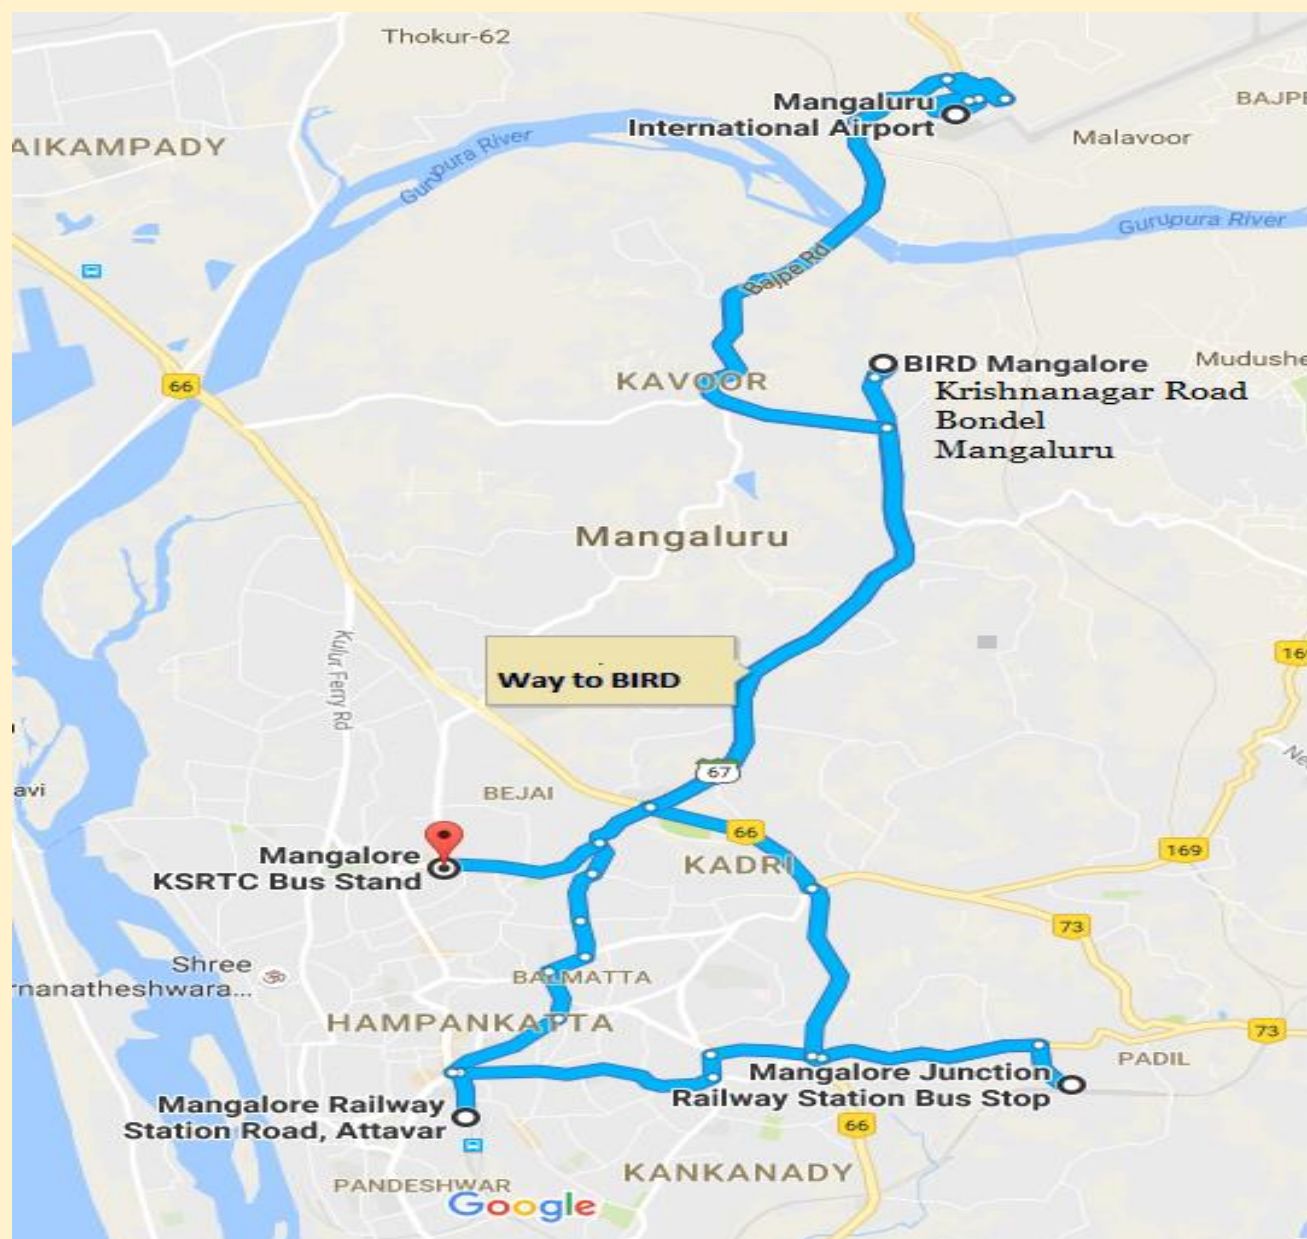 Thokur-62
BAJPE
Mangaluru
International Airport
Malavoor
AIKAMPADY
Gurupura River
Gurupura River
Bajpe Rd
BIRD Mangalore
Krishnanagar Road
Bondel
Mangaluru
Mudushe
KAVOOR
66
Mangaluru
Kulur Ferry Rd
Way to BIRD
169
Ne
67
avi
BEJAI
66
KADRI
169
Mangalore
KSRTC Bus Stand
73
Shree
rnanatheshwara...
BALMATTA
HAMPANKATTA
73
PADIL
Mangalore Junction
Railway Station Bus Stop
Mangalore Railway
Station Road, Attavar
66
KANKANADY
PANDESHWAR
Google